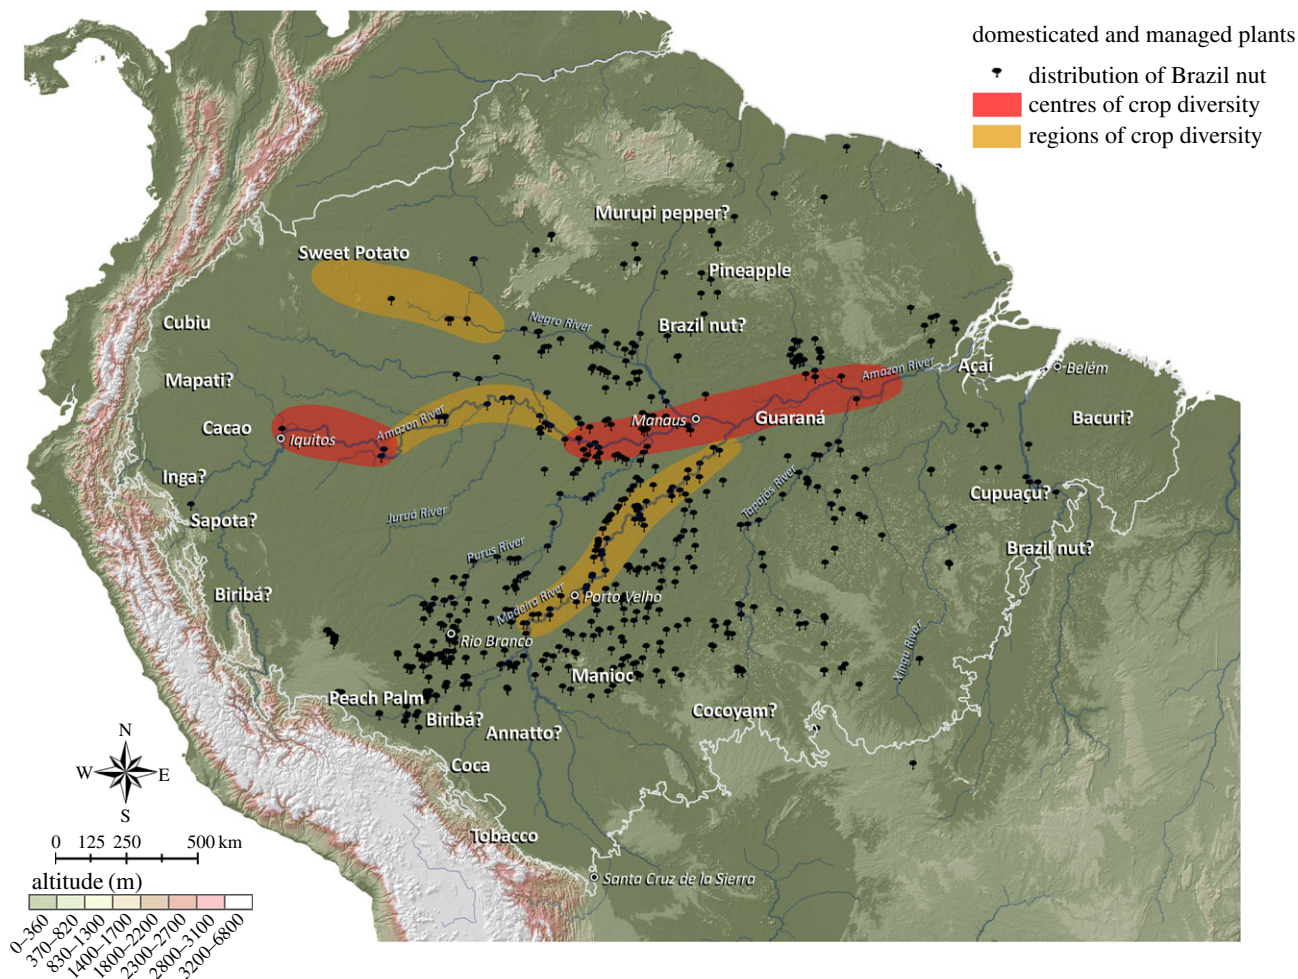 domesticated and managed plants
distribution of Brazil nut
centres of crop diversity
regions of crop diversity
Murupi pepper?
Sweet Potato
Pineapple
Cubiu
Negro River
Brazil nut?
Mapati?
Amazon River
Açaí
Belém
Cacao
Iquitos
Amazon River
Manaus
Guaraná
Bacuri?
Inga?
Sapota?
Juruá River
Tapajós River
Cupuaçu?
Purus River
Brazil nut?
Biribá?
Madeira River
Porto Velho
Rio Branco
Xingu River
Manioc
Peach Palm
Biribá?
Cocoyam?
Annatto?
Coca
Tobacco
Santa Cruz de la Sierra
N
W E
S
0 125 250 500 km
altitude (m)
0–360
370–820
830–1300
1400–1700
1800–2200
2300–2700
2800–3100
3200–6800